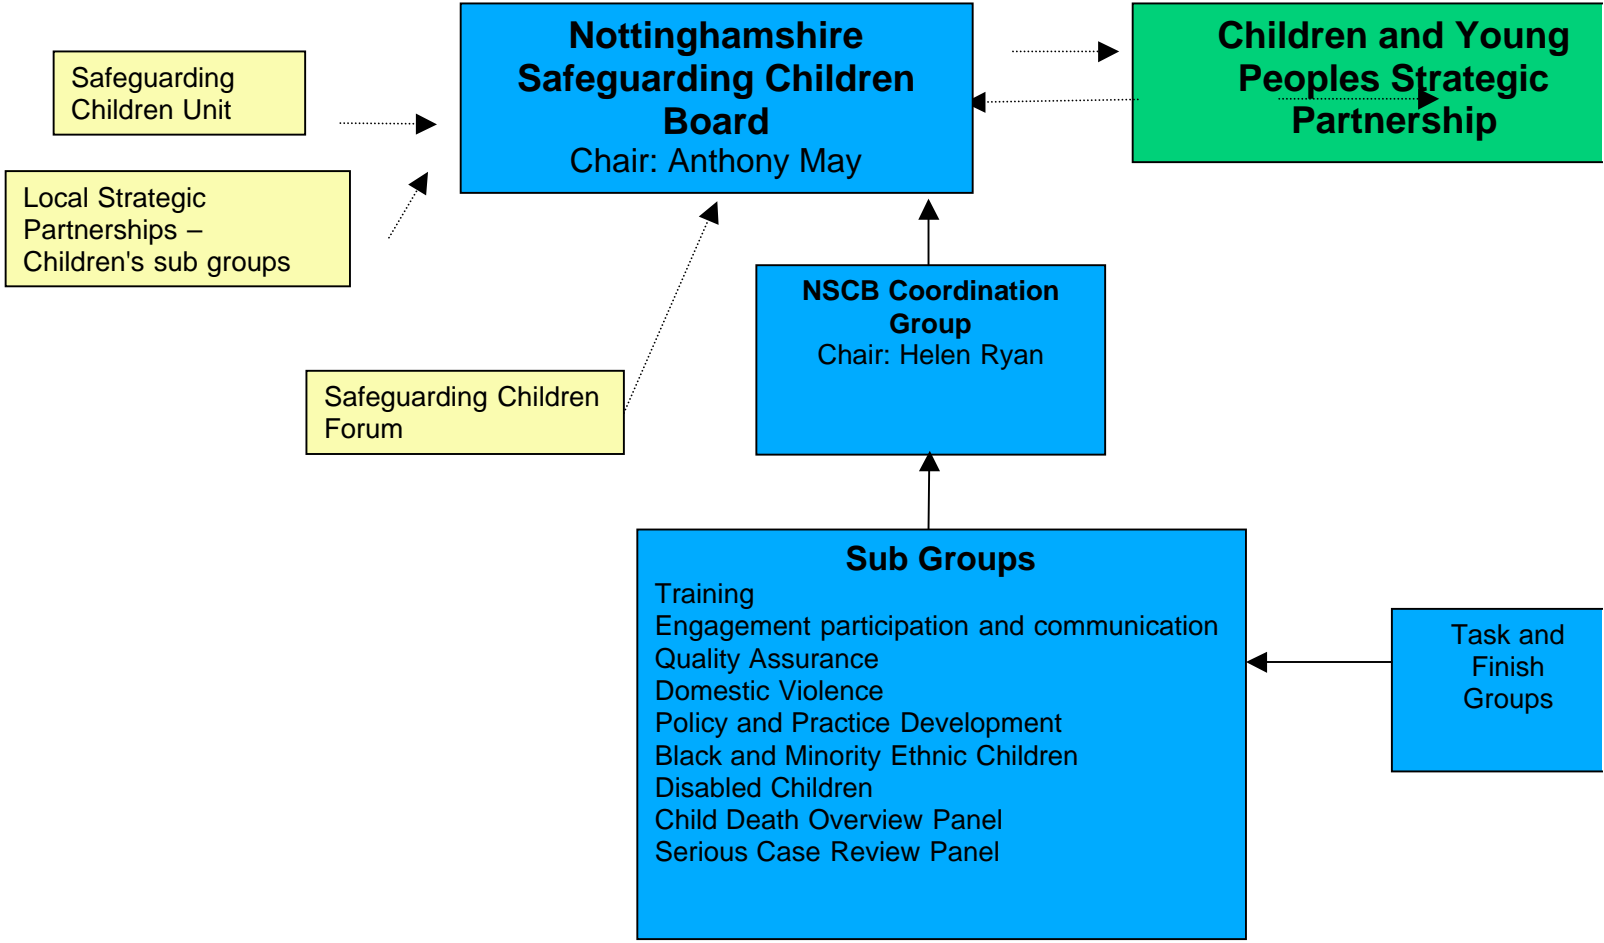 Nottinghamshire
Safeguarding Children
Board
Chair: Anthony May
Children and Young
Peoples Strategic
Partnership
Safeguarding
Children Unit
Local Strategic
Partnerships –
Children's sub groups
NSCB Coordination
Group
Chair: Helen Ryan
Safeguarding Children
Forum
Sub Groups
Training
Engagement participation and communication
Quality Assurance
Domestic Violence
Policy and Practice Development
Black and Minority Ethnic Children
Disabled Children
Child Death Overview Panel
Serious Case Review Panel
Task and
Finish
Groups